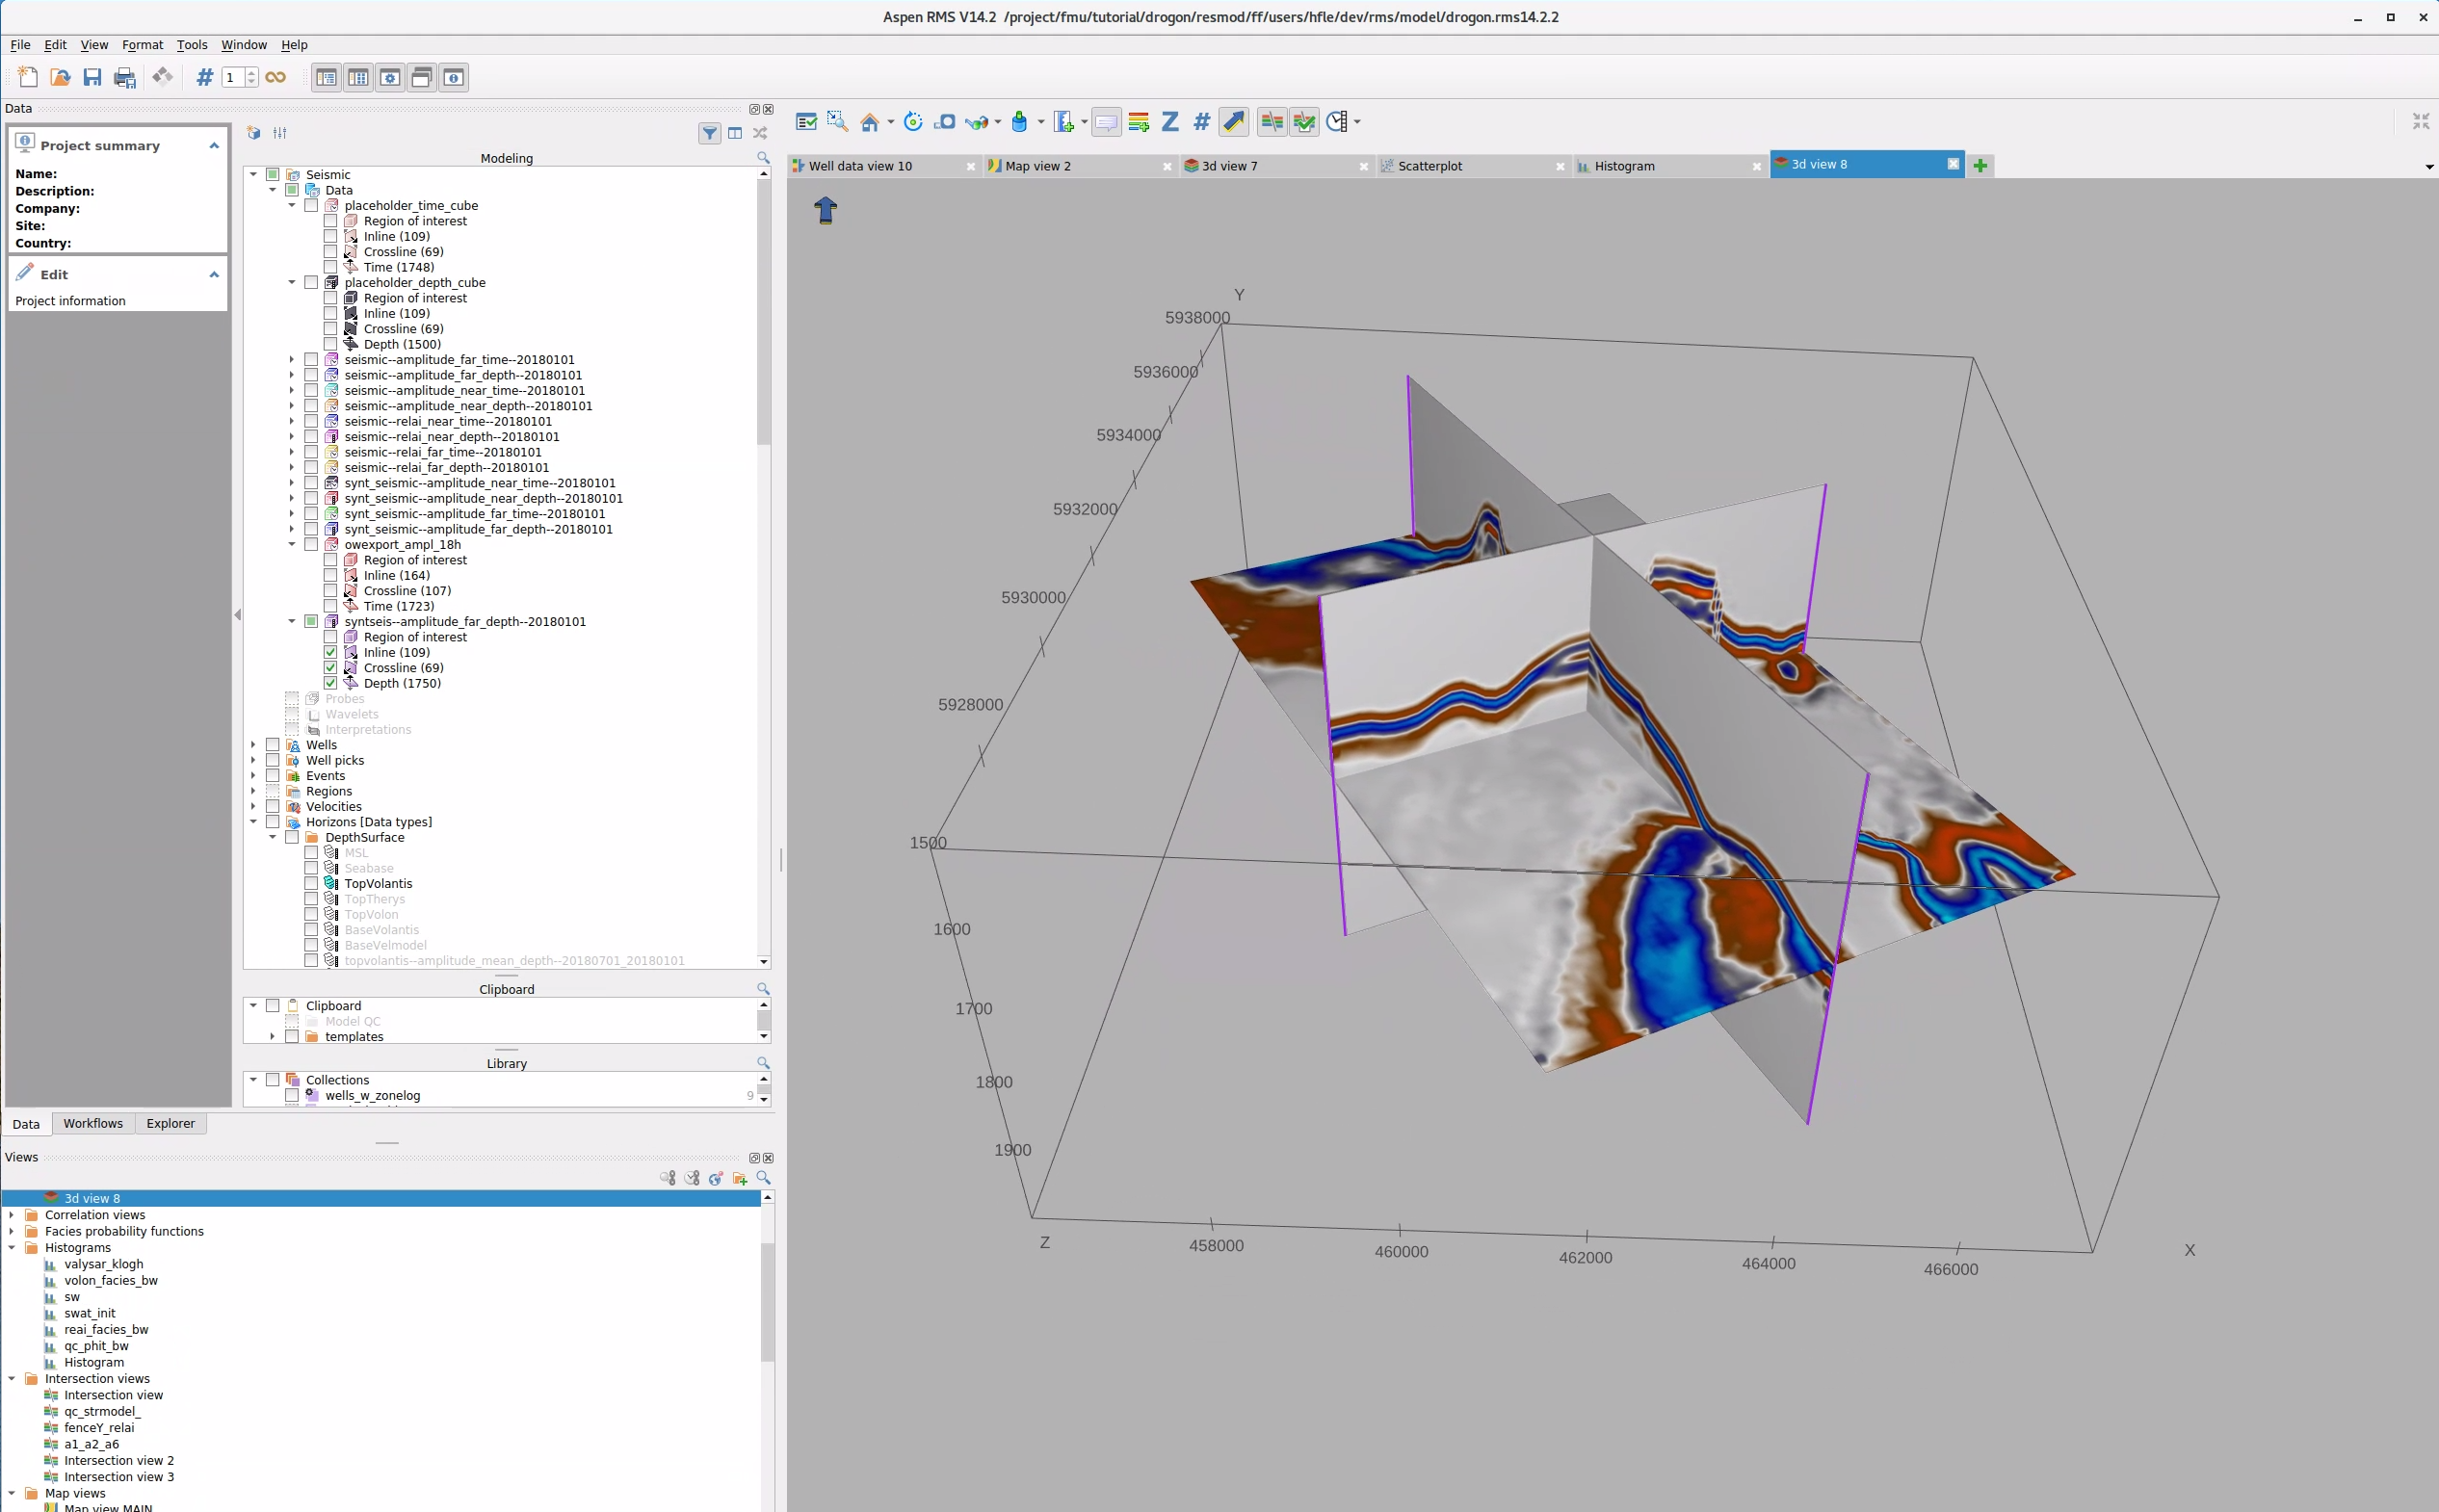 Aspen RMS V14.2 /project/fmu/tutorial/drogon/resmod/ff/users/hfle/dev/rms/model/drogon.rms14.2.2
File Edit View Format Tools Window Help
1
Data
Project summary
Name:
Description:
Company:
Site:
Country:
Edit
Project information
Modeling
Seismic
Data
placeholder_time_cube
Region of interest
Inline (109)
Crossline (69)
Time (1748)
placeholder_depth_cube
Region of interest
Inline (109)
Crossline (69)
Depth (1500)
seismic--amplitude_far_time--20180101
seismic--amplitude_far_depth--20180101
seismic--amplitude_near_time--20180101
seismic--amplitude_near_depth--20180101
seismic--relai_near_time--20180101
seismic--relai_near_depth--20180101
seismic--relai_far_time--20180101
seismic--relai_far_depth--20180101
synt_seismic--amplitude_near_time--20180101
synt_seismic--amplitude_near_depth--20180101
synt_seismic--amplitude_far_time--20180101
synt_seismic--amplitude_far_depth--20180101
owexport_ampl_18h
Region of interest
Inline (164)
Crossline (107)
Time (1723)
syntseis--amplitude_far_depth--20180101
Region of interest
Inline (109)
Crossline (69)
Depth (1750)
Probes
Wavelets
Interpretations
Wells
Well picks
Events
Regions
Velocities
Horizons [Data types]
DepthSurface
MSL
Seabase
TopVolantis
TopTherys
TopVolon
BaseVolantis
BaseVelmodel
topvolantis--amplitude_mean_depth--20180701_20180101
Clipboard
Clipboard
Model QC
templates
Library
Collections
wells_w_zonelog 9
Data Workflows Explorer
Views
3d view 8
Correlation views
Facies probability functions
Histograms
valysar_klogh
volon_facies_bw
sw
swat_init
reai_facies_bw
qc_phit_bw
Histogram
Intersection views
Intersection view
qc_strmodel_
fenceY_relai
a1_a2_a6
Intersection view 2
Intersection view 3
Map views
Map view MAIN
Well data view 10 Map view 2 3d view 7 Scatterplot Histogram 3d view 8
Y
5938000
5936000
5934000
5932000
5930000
5928000
1500
1600
1700
1800
1900
Z
458000
460000
462000
464000
466000
X